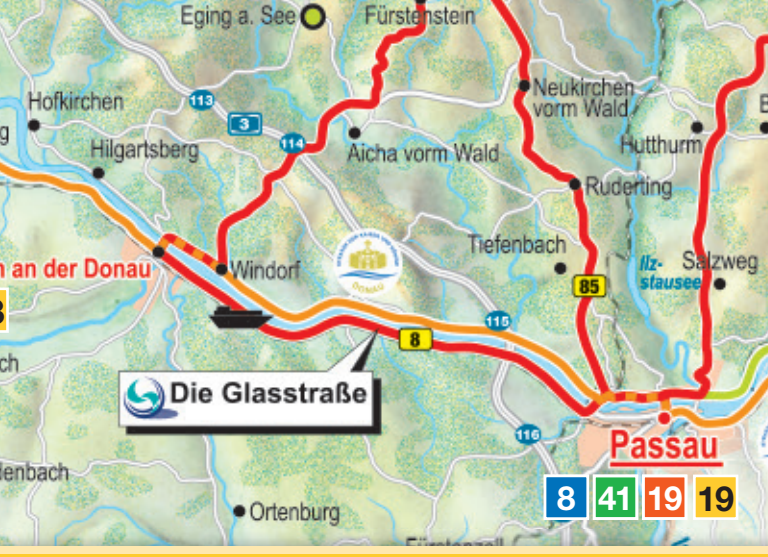 Eging a. See
Fürstenstein
Neukirchen
vorm Wald
Hofkirchen
113
3
114
Hilgartsberg
Aicha vorm Wald
Hutthurm
Ruderting
Tiefenbach
Ilz-
stausee
Salzweg
n an der Donau
Windorf
DONAU
85
115
8
Die Glasstraße
116
Passau
8 41 19 19
Ortenburg